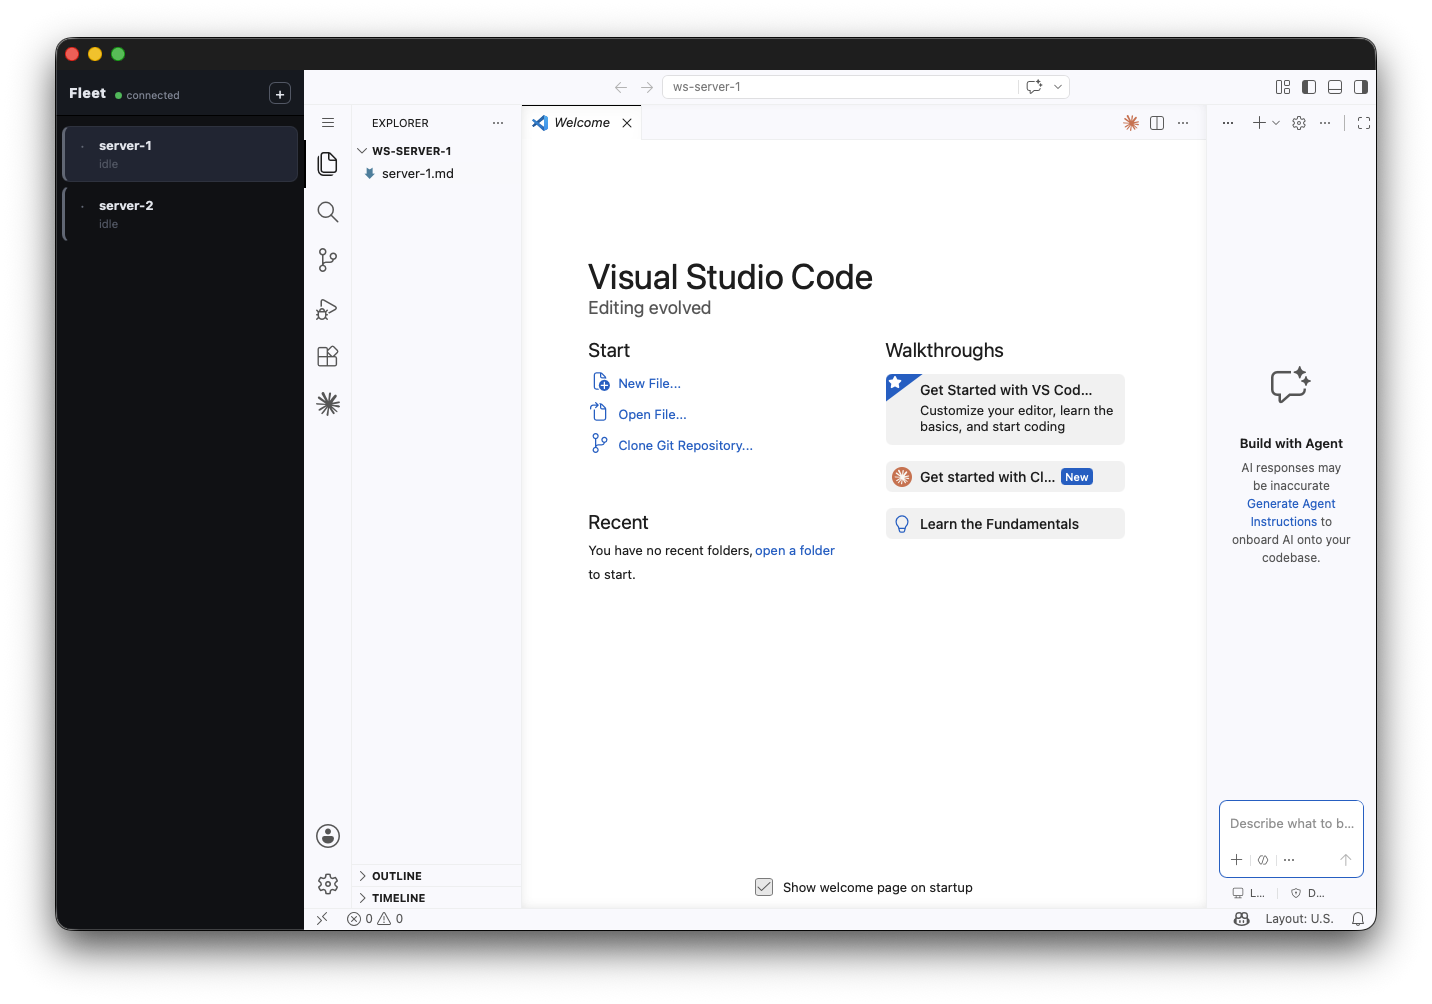 Fleet
connected
+
server-1
idle
server-2
idle
ws-server-1
EXPLORER
WS-SERVER-1
server-1.md
Welcome
Visual Studio Code
Editing evolved
Start
New File...
Open File...
Clone Git Repository...
Recent
You have no recent folders, open a folder
to start.
Walkthroughs
Get Started with VS Cod...
Customize your editor, learn the
basics, and start coding
Get started with Cl... New
Learn the Fundamentals
Show welcome page on startup
Build with Agent
AI responses may
be inaccurate
Generate Agent
Instructions to
onboard AI onto your
codebase.
Describe what to b...
L...
D...
OUTLINE
TIMELINE
0
0
Layout: U.S.